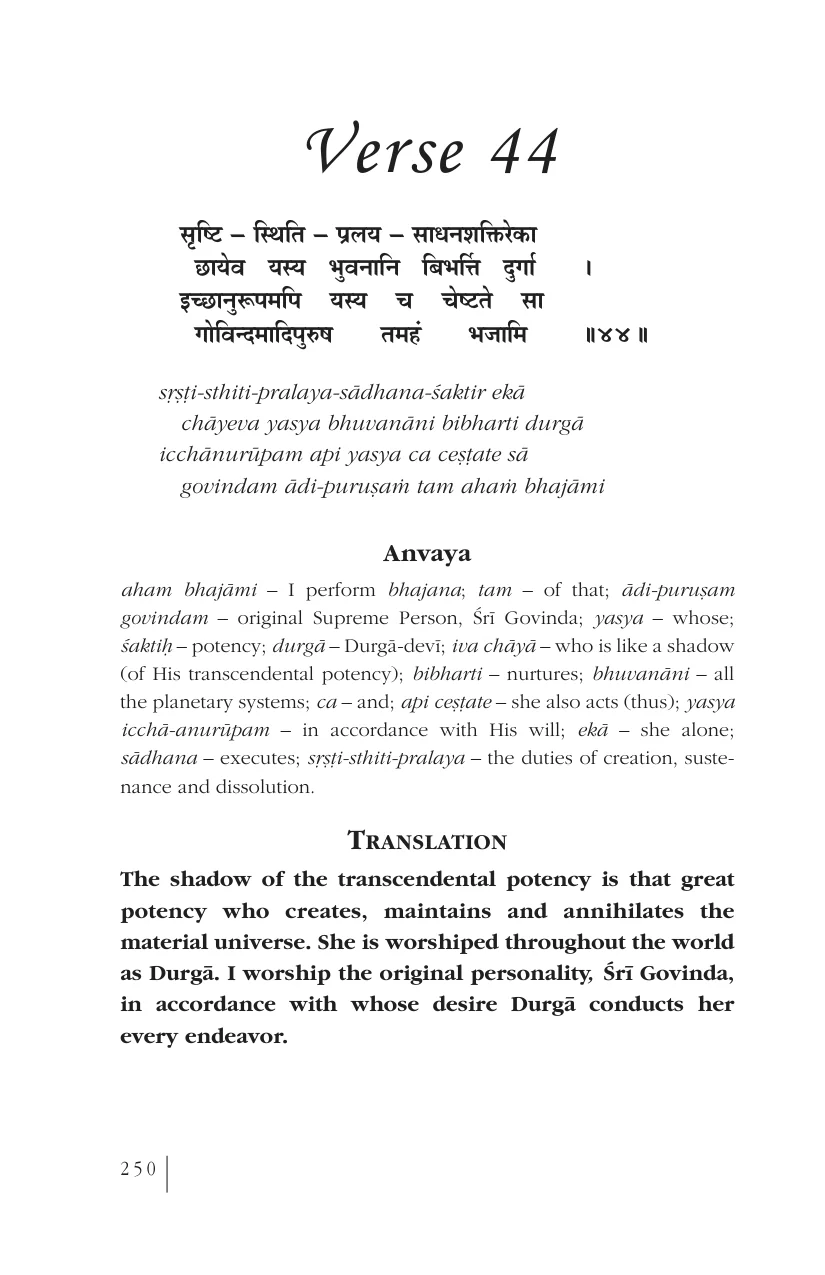 Verse 44
सृष्टि – स्थिति – प्रलय – साधनशक्तिरेका
छायेव यस्य भुवनानि बिभर्त्ति दुर्गा ।
इच्छानुरूपमपि यस्य च चेष्टते सा
गोविन्दमादिपुरुष तमहं भजामि ॥४४॥
sṛṣṭi-sthiti-pralaya-sādhana-śaktir ekā
chāyeva yasya bhuvanāni bibharti durgā
icchānurūpam api yasya ca ceṣṭate sā
govindam ādi-puruṣaṁ tam ahaṁ bhajāmi
Anvaya
aham bhajāmi – I perform bhajana; tam – of that; ādi-puruṣam
govindam – original Supreme Person, Śrī Govinda; yasya – whose;
śaktiḥ – potency; durgā – Durgā-devī; iva chāyā – who is like a shadow
(of His transcendental potency); bibharti – nurtures; bhuvanāni – all
the planetary systems; ca – and; api ceṣṭate – she also acts (thus); yasya
icchā-anurūpam – in accordance with His will; ekā – she alone;
sādhana – executes; sṛṣṭi-sthiti-pralaya – the duties of creation, suste-
nance and dissolution.
TRANSLATION
The shadow of the transcendental potency is that great
potency who creates, maintains and annihilates the
material universe. She is worshiped throughout the world
as Durgā. I worship the original personality, Śrī Govinda,
in accordance with whose desire Durgā conducts her
every endeavor.
250